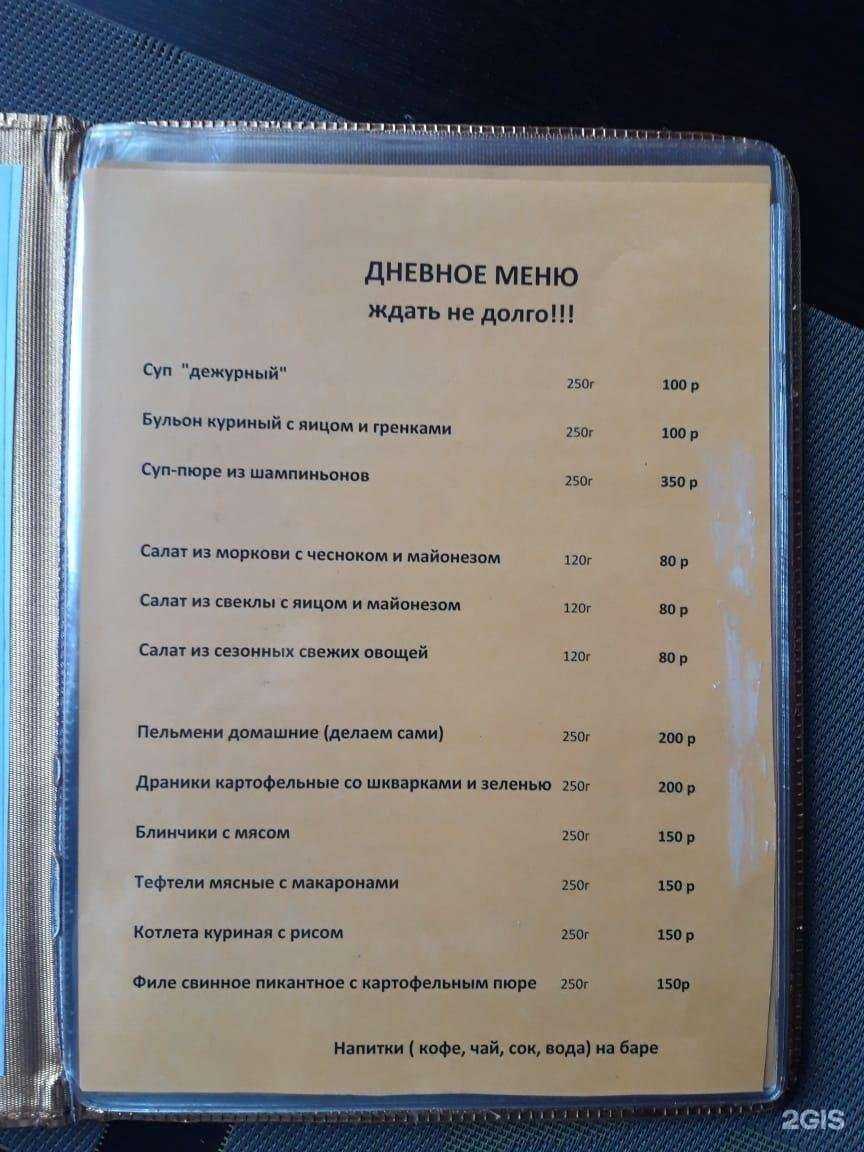 ДНЕВНОЕ МЕНЮ
ждать не долго!!!
Суп "дежурный" 250г 100 р
Бульон куриный с яицом и гренками 250г 100 р
Суп-пюре из шампиньонов 250г 350 р
Салат из моркови с чесноком и майонезом 120г 80 р
Салат из свеклы с яицом и майонезом 120г 80 р
Салат из сезонных свежих овощей 120г 80 р
Пельмени домашние (делаем сами) 250г 200 р
Драники картофельные со шкварками и зеленью 250г 200 р
Блинчики с мясом 250г 150 р
Тефтели мясные с макаронами 250г 150 р
Котлета куриная с рисом 250г 150 р
Филе свинное пикантное с картофельным пюре 250г 150р
Напитки ( кофе, чай, сок, вода) на баре
2GIS